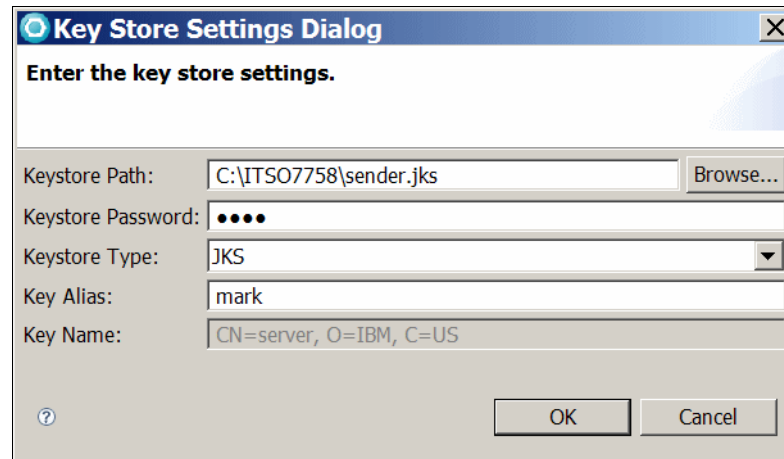 Key Store Settings Dialog
Enter the key store settings.
Keystore Path: C:\ITSO7758\sender.jks Browse...
Keystore Password: ●●●●
Keystore Type: JKS
Key Alias: mark
Key Name: CN=server, O=IBM, C=US
? OK Cancel